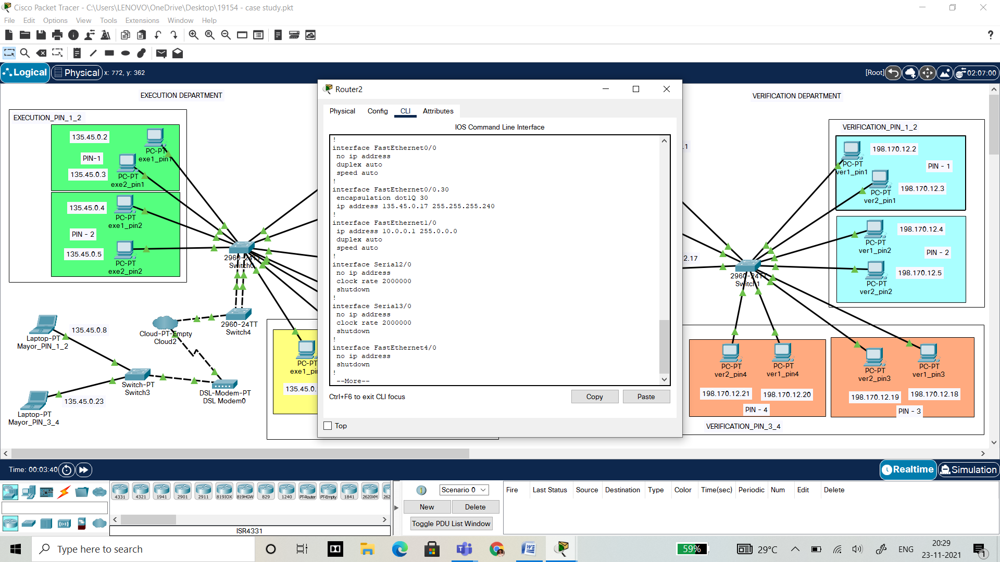 Cisco Packet Tracer - C:\Users\LENOVO\OneDrive\Desktop\19154 - case study.pkt
File Edit Options View Tools Extensions Window Help
?
Logical Physical x: 772, y: 362
[Root] 02:07:00
EXECUTION DEPARTMENT
EXECUTION_PIN_1_2
135.45.0.2
PC-PT
exe1_pin1
PIN-1
135.45.0.3
PC-PT
exe2_pin1
135.45.0.4
PC-PT
exe1_pin2
PIN - 2
135.45.0.5
PC-PT
exe2_pin2
2960-24TT
Switch0
2960-24TT
Switch4
Cloud-PT-Empty
Cloud2
Laptop-PT
Mayor_PIN_1_2
135.45.0.8
Switch-PT
Switch3
DSL-Modem-PT
DSL Modem0
Laptop-PT
Mayor_PIN_3_4
135.45.0.23
PC-PT
exe1_pi
135.45.0.
Router2
Physical Config CLI Attributes
IOS Command Line Interface
!
interface FastEthernet0/0
no ip address
duplex auto
speed auto
!
interface FastEthernet0/0.30
encapsulation dot1Q 30
ip address 135.45.0.17 255.255.255.240
!
interface FastEthernet1/0
ip address 10.0.0.1 255.0.0.0
duplex auto
speed auto
!
interface Serial2/0
no ip address
clock rate 2000000
shutdown
!
interface Serial3/0
no ip address
clock rate 2000000
shutdown
!
interface FastEthernet4/0
no ip address
shutdown
!
--More--
Ctrl+F6 to exit CLI focus
Copy Paste
Top
.1
2.17
VERIFICATION DEPARTMENT
VERIFICATION_PIN_1_2
PC-PT
ver1_pin1
198.170.12.2
PIN - 1
PC-PT
ver2_pin1
198.170.12.3
PC-PT
ver1_pin2
198.170.12.4
PIN - 2
PC-PT
ver2_pin2
198.170.12.5
2960-24TT
Switch1
PC-PT
ver2_pin4
PC-PT
ver1_pin4
198.170.12.21
198.170.12.20
PIN - 4
PC-PT
ver2_pin3
PC-PT
ver1_pin3
198.170.12.19
198.170.12.18
PIN - 3
VERIFICATION_PIN_3_4
Time: 00:03:40
Realtime Simulation
4331 4321 1941 2901 2911 819IOX 819HGW 829 1240 PT-Router PT-Empty 1841 2620XM 262
ISR4331
Scenario 0
New Delete
Toggle PDU List Window
Fire Last Status Source Destination Type Color Time(sec) Periodic Num Edit Delete
Type here to search
59%
29°C
ENG
20:29
23-11-2021
1